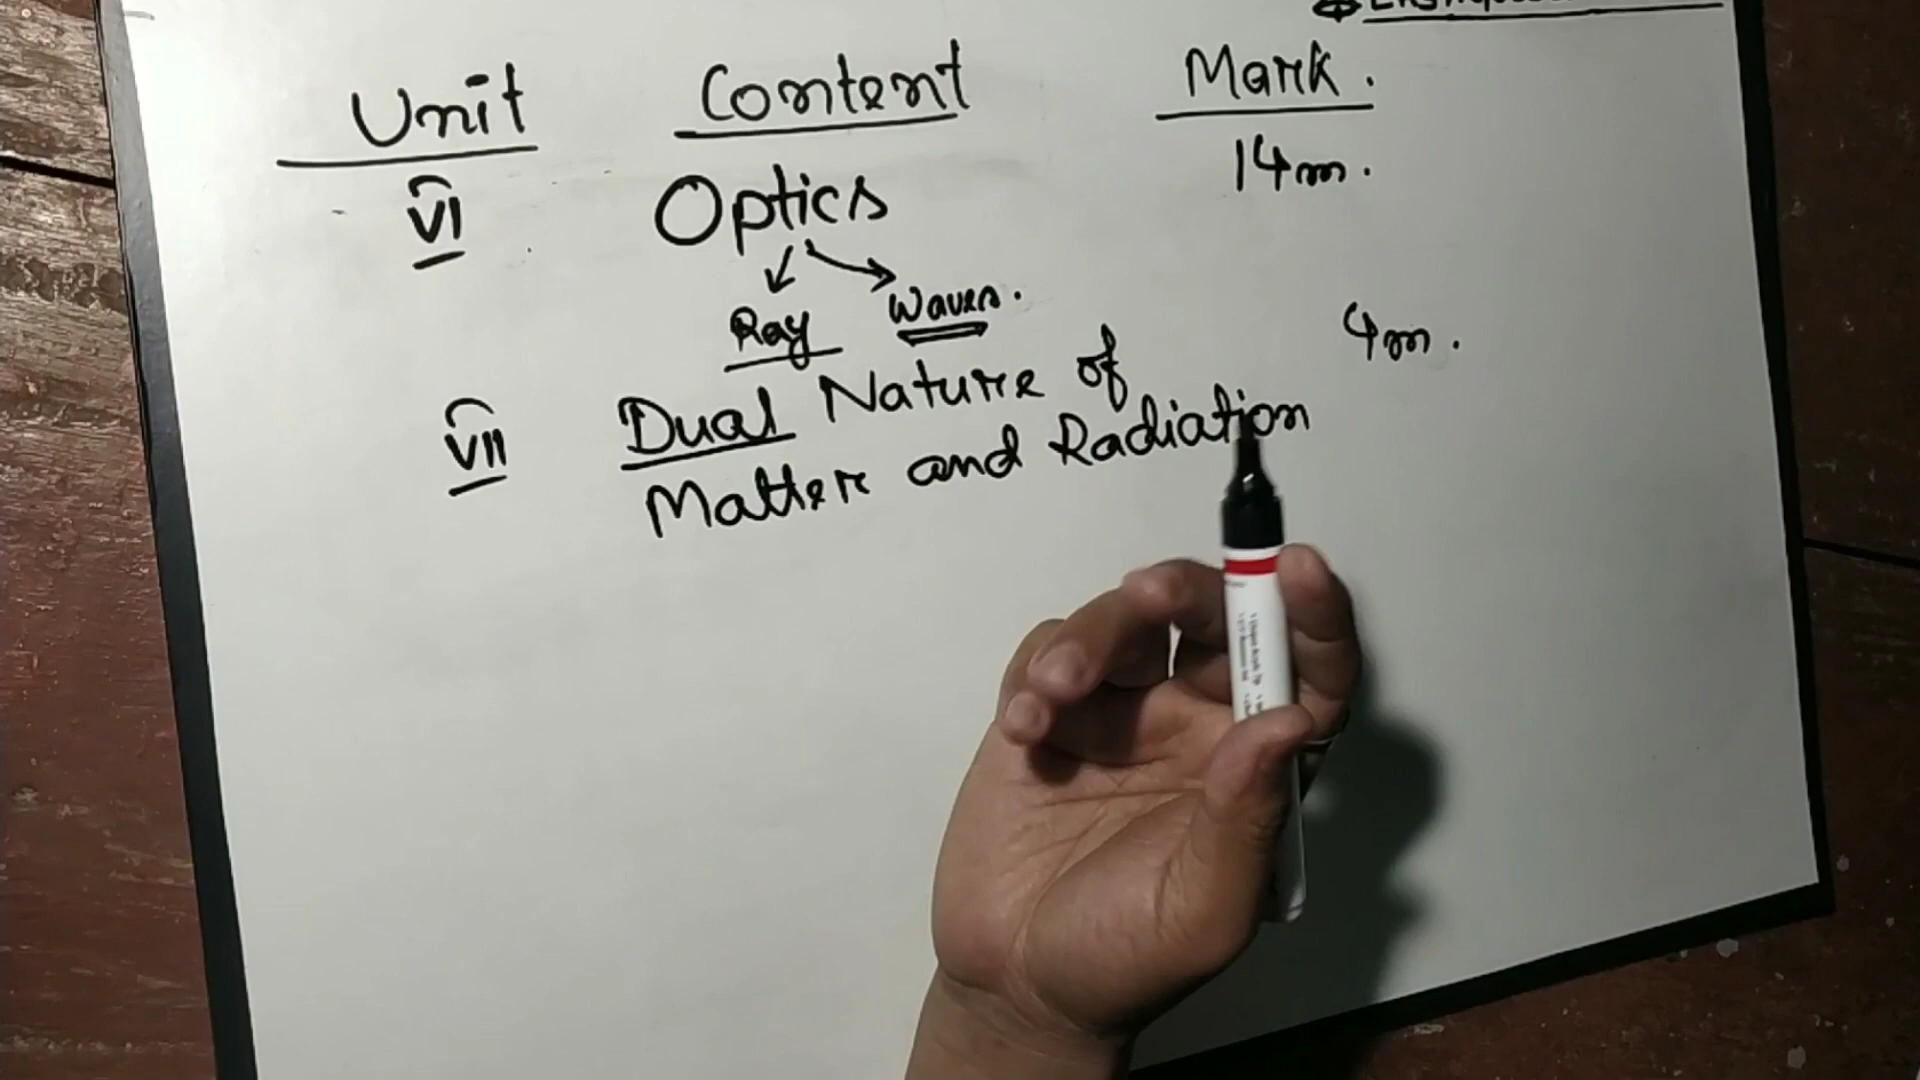 Unit Content Mark.
VI Optics 14m.
Ray Waves.
VII Dual Nature of 4m.
Matter and Radiation